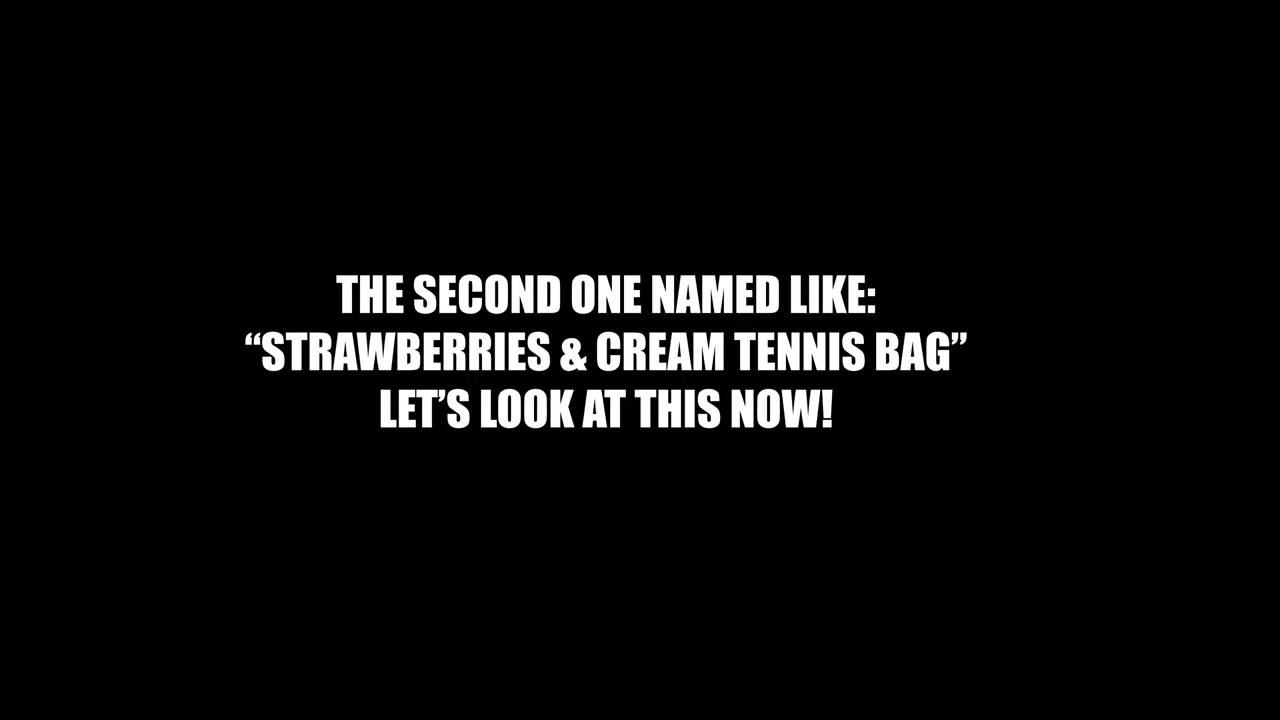 THE SECOND ONE NAMED LIKE:
“STRAWBERRIES & CREAM TENNIS BAG”
LET’S LOOK AT THIS NOW!